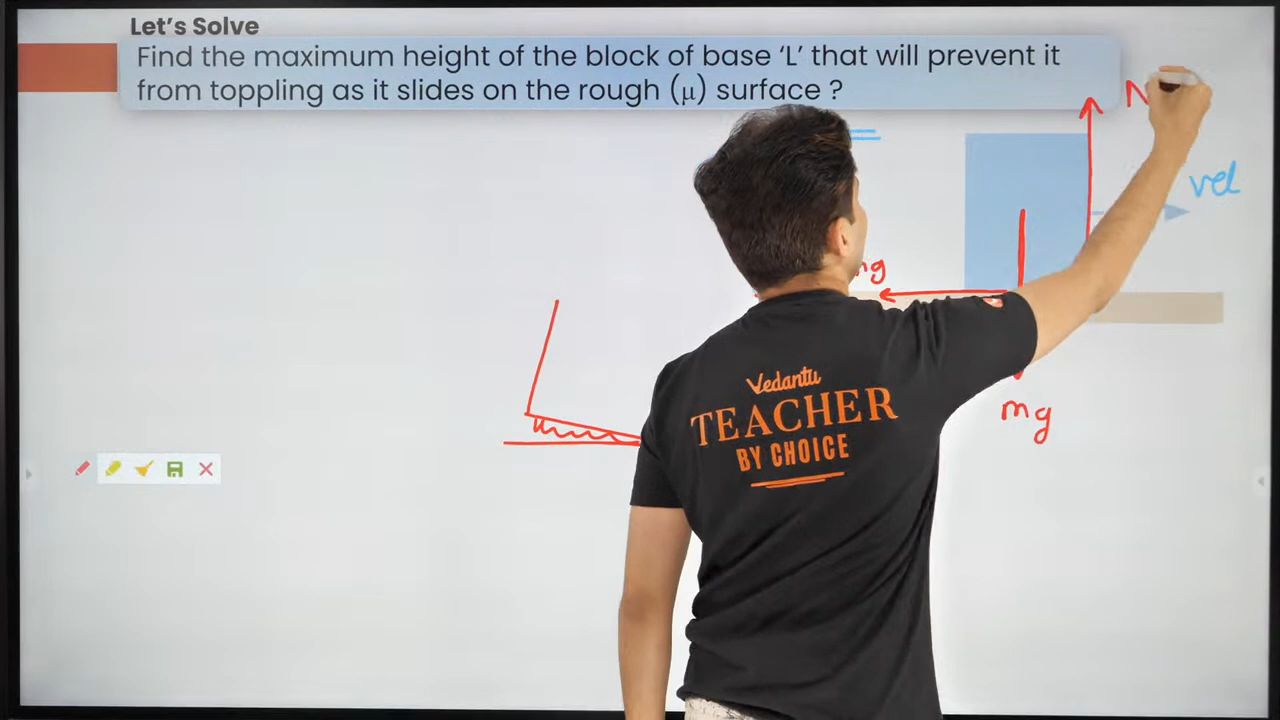 Let's Solve
Find the maximum height of the block of base 'L' that will prevent it
from toppling as it slides on the rough (μ) surface ?
N
vel
mg
Vedantu
TEACHER
BY CHOICE